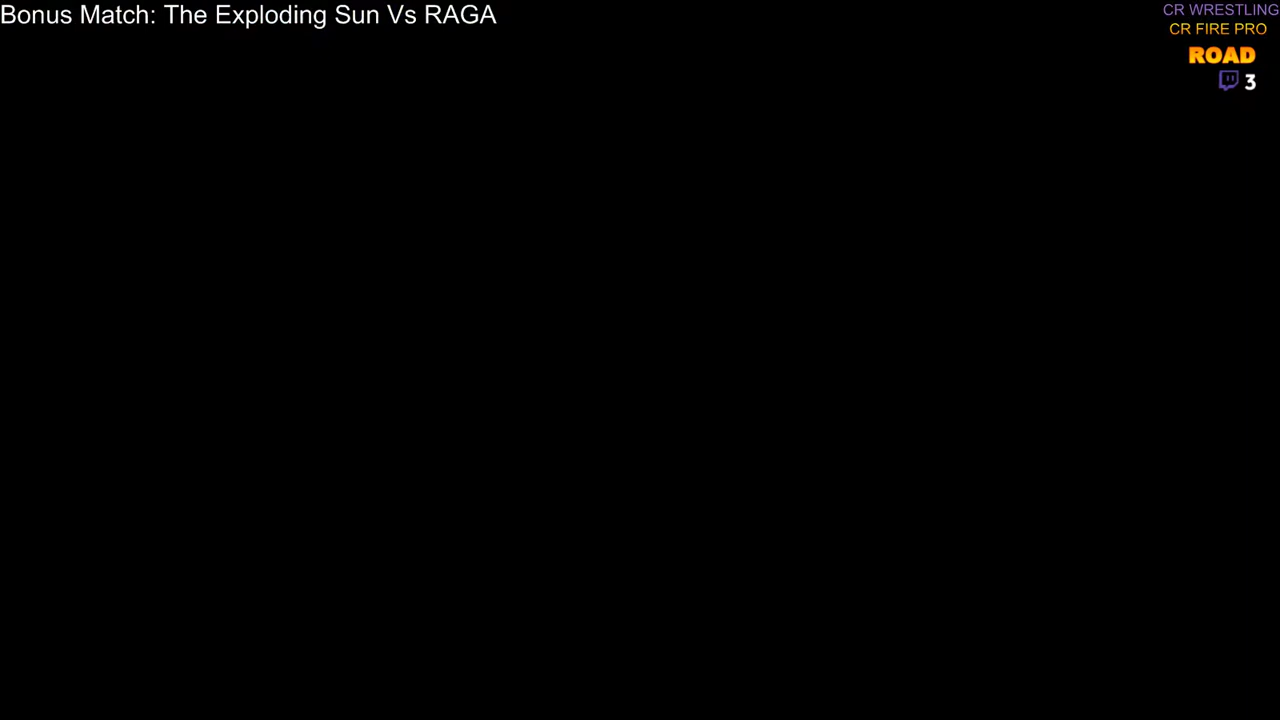 Bonus Match: The Exploding Sun Vs RAGA
CR WRESTLING
CR FIRE PRO
ROAD
3